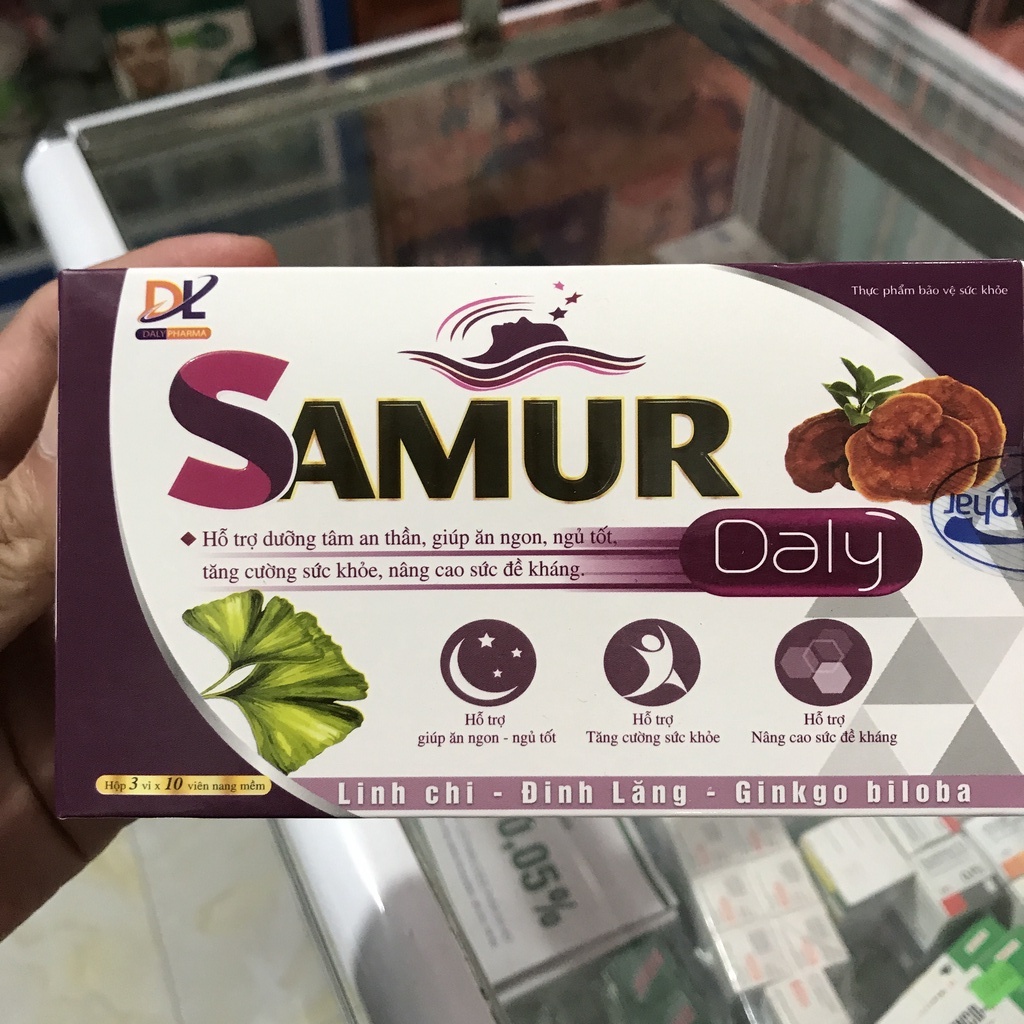 DL
DALY PHARMA
Thực phẩm bảo vệ sức khỏe
SAMUR
Daly
Hỗ trợ dưỡng tâm an thần, giúp ăn ngon, ngủ tốt,
tăng cường sức khỏe, nâng cao sức đề kháng.
Hỗ trợ
giúp ăn ngon - ngủ tốt
Hỗ trợ
Tăng cường sức khỏe
Hỗ trợ
Nâng cao sức đề kháng
Hộp 3 vỉ x 10 viên nang mềm
Linh chi - Đinh Lăng - Ginkgo biloba
0,05%